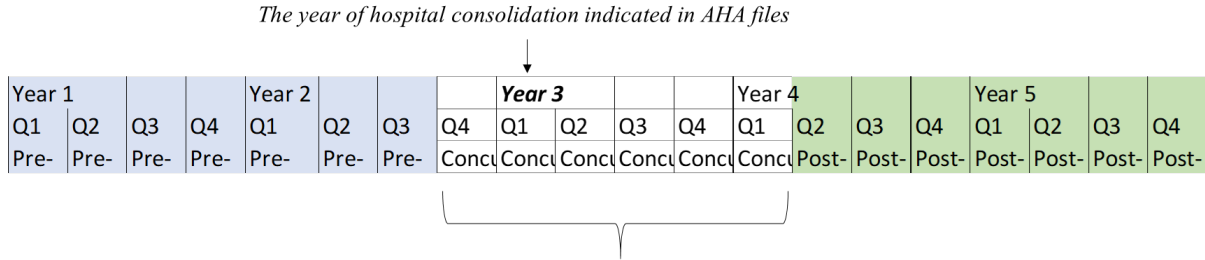 The year of hospital consolidation indicated in AHA files
Year 1 Year 2 Year 3 Year 4 Year 5
Q1 Q2 Q3 Q4 Q1 Q2 Q3 Q4 Q1 Q2 Q3 Q4 Q1 Q2 Q3 Q4 Q1 Q2 Q3 Q4
Pre- Pre- Pre- Pre- Pre- Pre- Pre- Concu Concu Concu Concu Concu Concu Post- Post- Post- Post- Post- Post- Post-